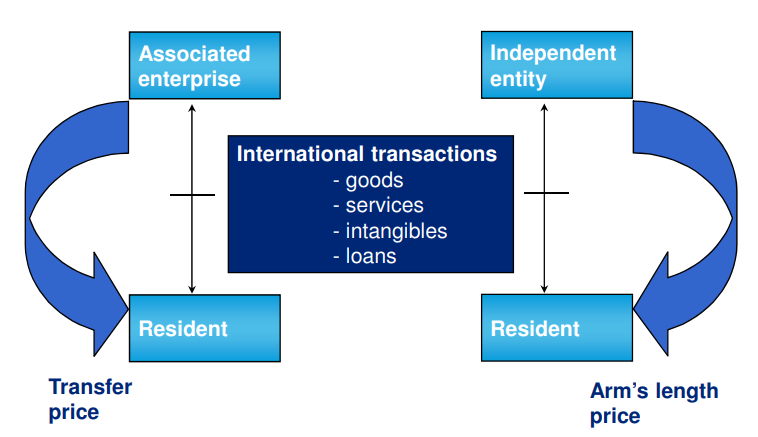 Associated
enterprise
Independent
entity
International transactions
- goods
- services
- intangibles
- loans
Resident
Resident
Transfer
price
Arm's length
price